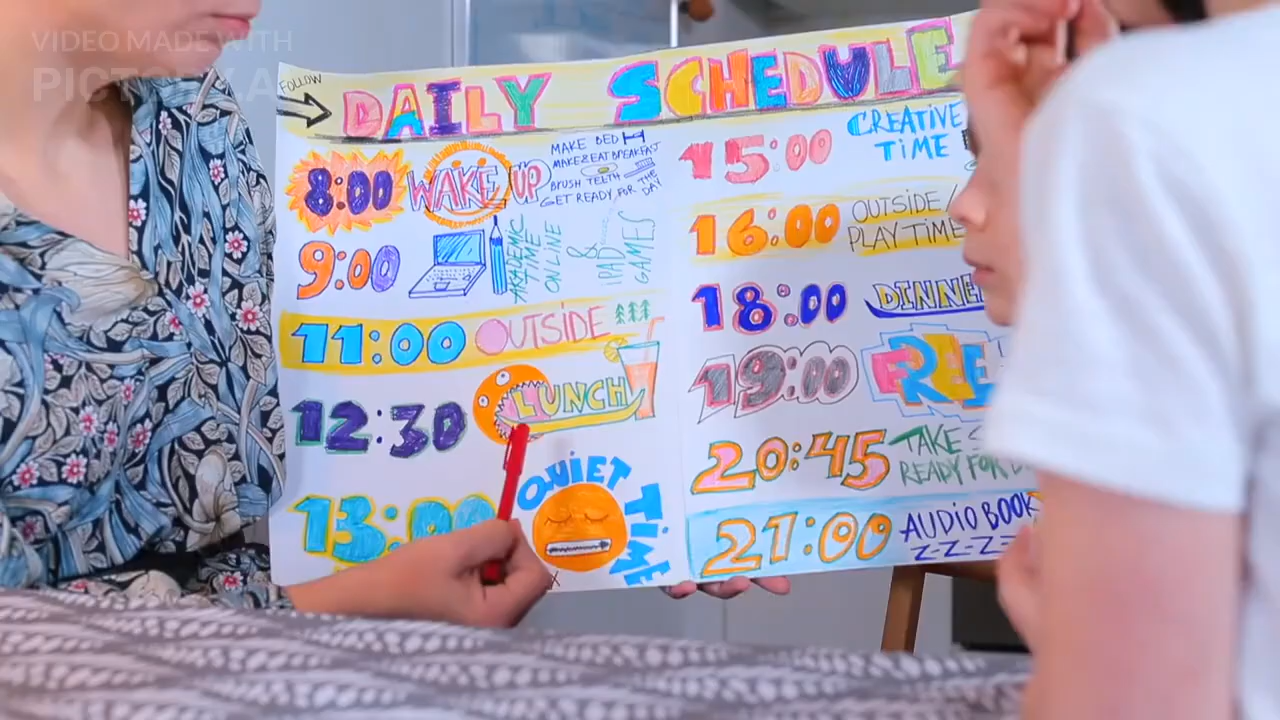 VIDEO MADE WITH
FOLLOW
DAILY SCHEDULE
8:00 WAKE UP
MAKE BED
MAKE&EAT BREAKFAST
BRUSH TEETH
GET READY FOR THE DAY
9:00
AKADEMIC
TIME
ONLINE
&
IPAD
GAMES
11:00 OUTSIDE
12:30 LUNCH
13:00 QUIET TIME
15:00 CREATIVE
TIME
16:00 OUTSIDE/
PLAY TIME
18:00
19:00
20:45 TAKE
READY FOR
21:00 AUDIO BOOK
Z-Z-Z-Z